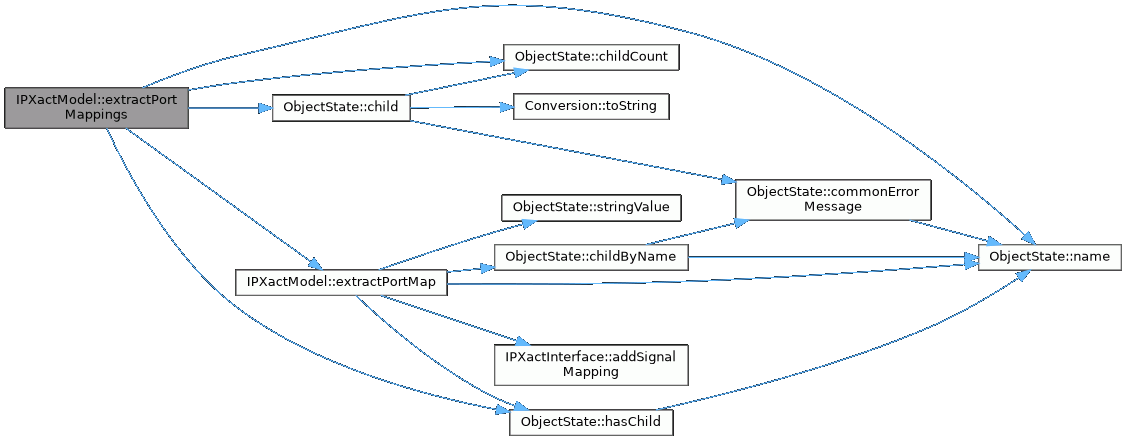 IPXactModel::extractPort
Mappings
ObjectState::childCount
ObjectState::child
Conversion::toString
ObjectState::commonError
Message
ObjectState::stringValue
ObjectState::childByName
ObjectState::name
IPXactModel::extractPortMap
IPXactInterface::addSignal
Mapping
ObjectState::hasChild